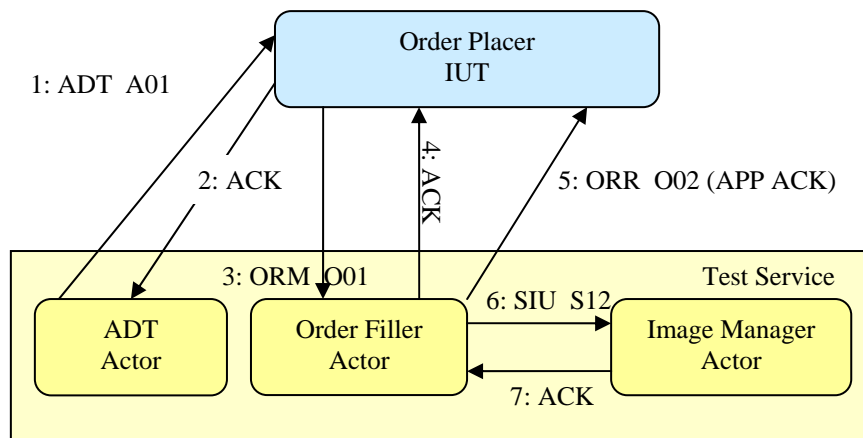 Order Placer
IUT
1: ADT A01
2: ACK
4: ACK
5: ORR O02 (APP ACK)
3: ORM O01
Test Service
6: SIU S12
ADT
Actor
Order Filler
Actor
Image Manager
Actor
7: ACK